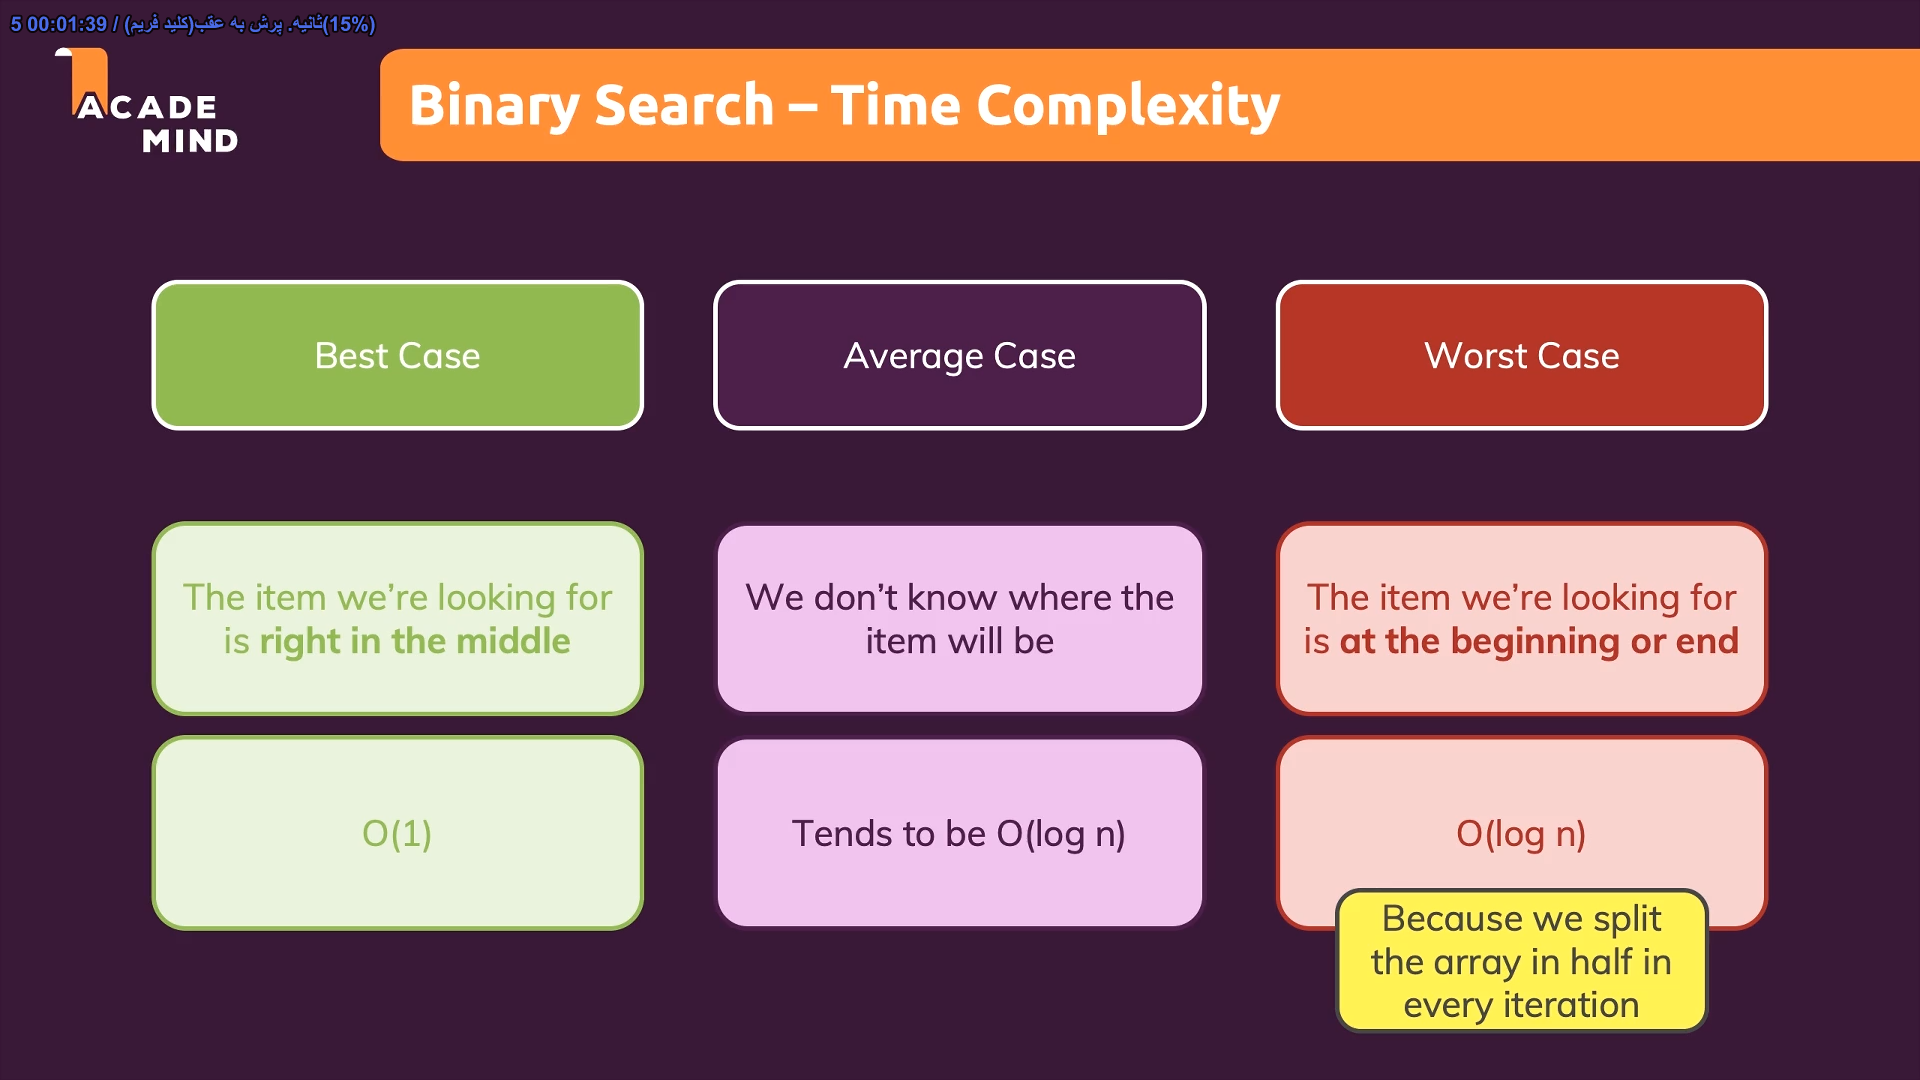 5 00:01:39 / (کلید فریم)ثانیه. پرش به عقب(15%)
ACADE
MIND
Binary Search – Time Complexity
Best Case
Average Case
Worst Case
The item we’re looking for
is right in the middle
We don’t know where the
item will be
The item we’re looking for
is at the beginning or end
O(1)
Tends to be O(log n)
O(log n)
Because we split
the array in half in
every iteration